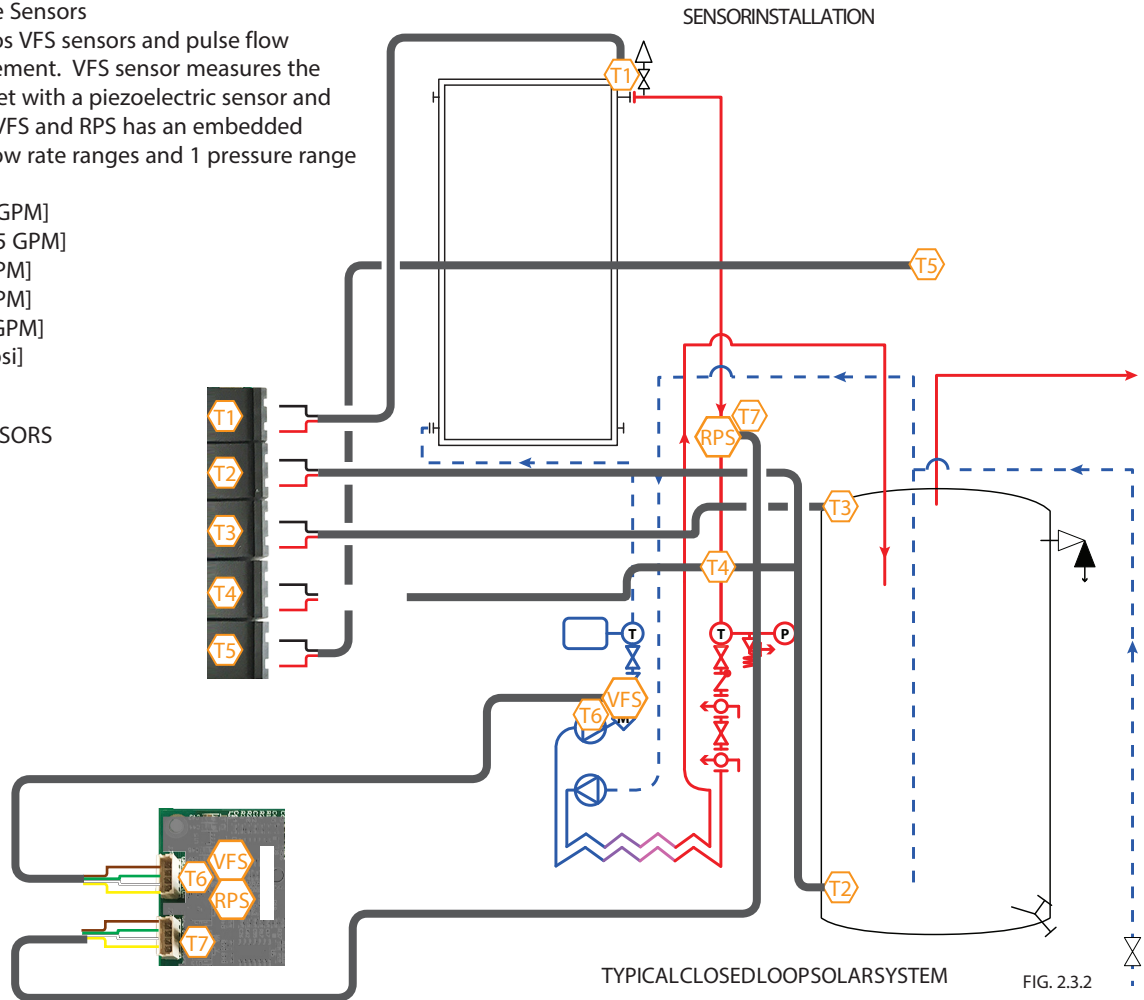 e Sensors
os VFS sensors and pulse flow
ement. VFS sensor measures the
et with a piezoelectric sensor and
VFS and RPS has an embedded
ow rate ranges and 1 pressure range
GPM]
5 GPM]
PM]
PM]
GPM]
osi]
SORS
SENSORINSTALLATION
T1
T5
T1
T2
T3
T4
T5
RPS
T7
T3
T4
T
T
P
VFS
T6
M
T2
VFS
T6
RPS
T7
TYPICALCLOSEDLOOPSOLARSYSTEM
FIG. 2.3.2